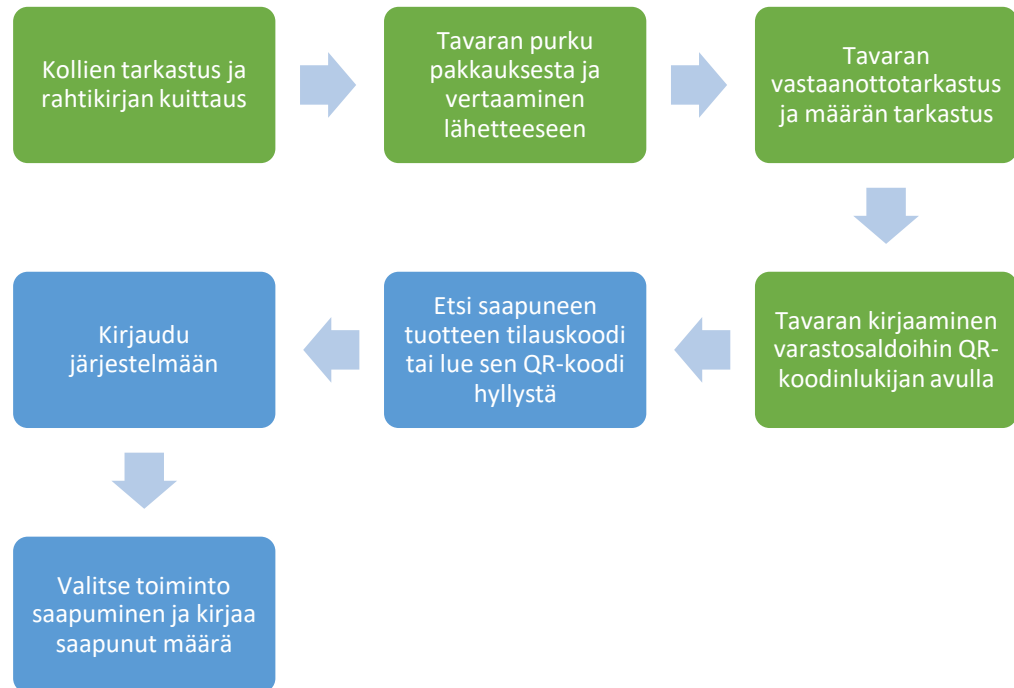 Kollien tarkastus ja
rahtikirjan kuittaus
Tavaran purku
pakkauksesta ja
vertaaminen
lähetteeseen
Tavaran
vastaanottotarkastus
ja määrän tarkastus
Tavaran kirjaaminen
varastosaldoihin QR-
koodinlukijan avulla
Etsi saapuneen
tuotteen tilauskoodi
tai lue sen QR-koodi
hyllystä
Kirjaudu
järjestelmään
Valitse toiminto
saapuminen ja kirjaa
saapunut määrä